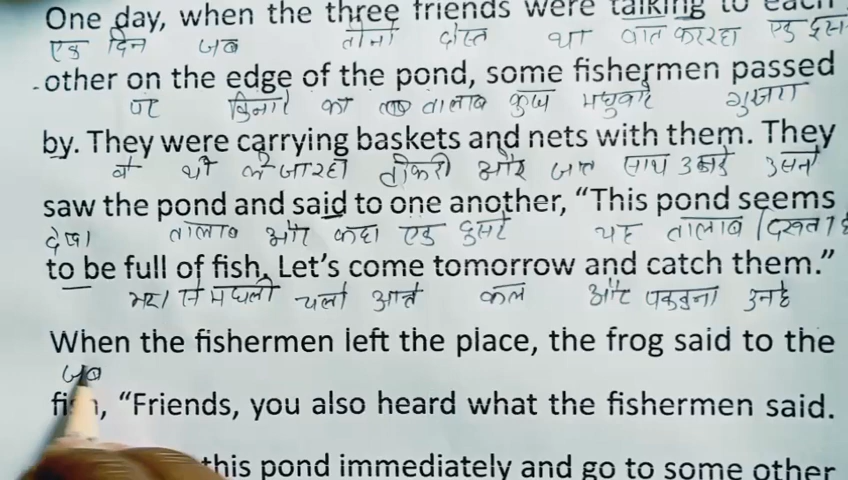 One day, when the three friends were talking to each
एक दिन जब तीनो दोस्त था बात कर रहा एक दुस
other on the edge of the pond, some fishermen passed
पर किनारे का तालाब कुछ मछुवारे गुजरा
by. They were carrying baskets and nets with them. They
वे थी ले जा रहा टोकरी और जाल साथ उनके उसने
saw the pond and said to one another, “This pond seems
देखा तालाब और कहा एक दुसरे यह तालाब दिखता है
to be full of fish. Let’s come tomorrow and catch them.”
भरा से मछली चलो आते कल और पकड़ना उन्हे
When the fishermen left the place, the frog said to the
जब
fish, “Friends, you also heard what the fishermen said.
this pond immediately and go to some other